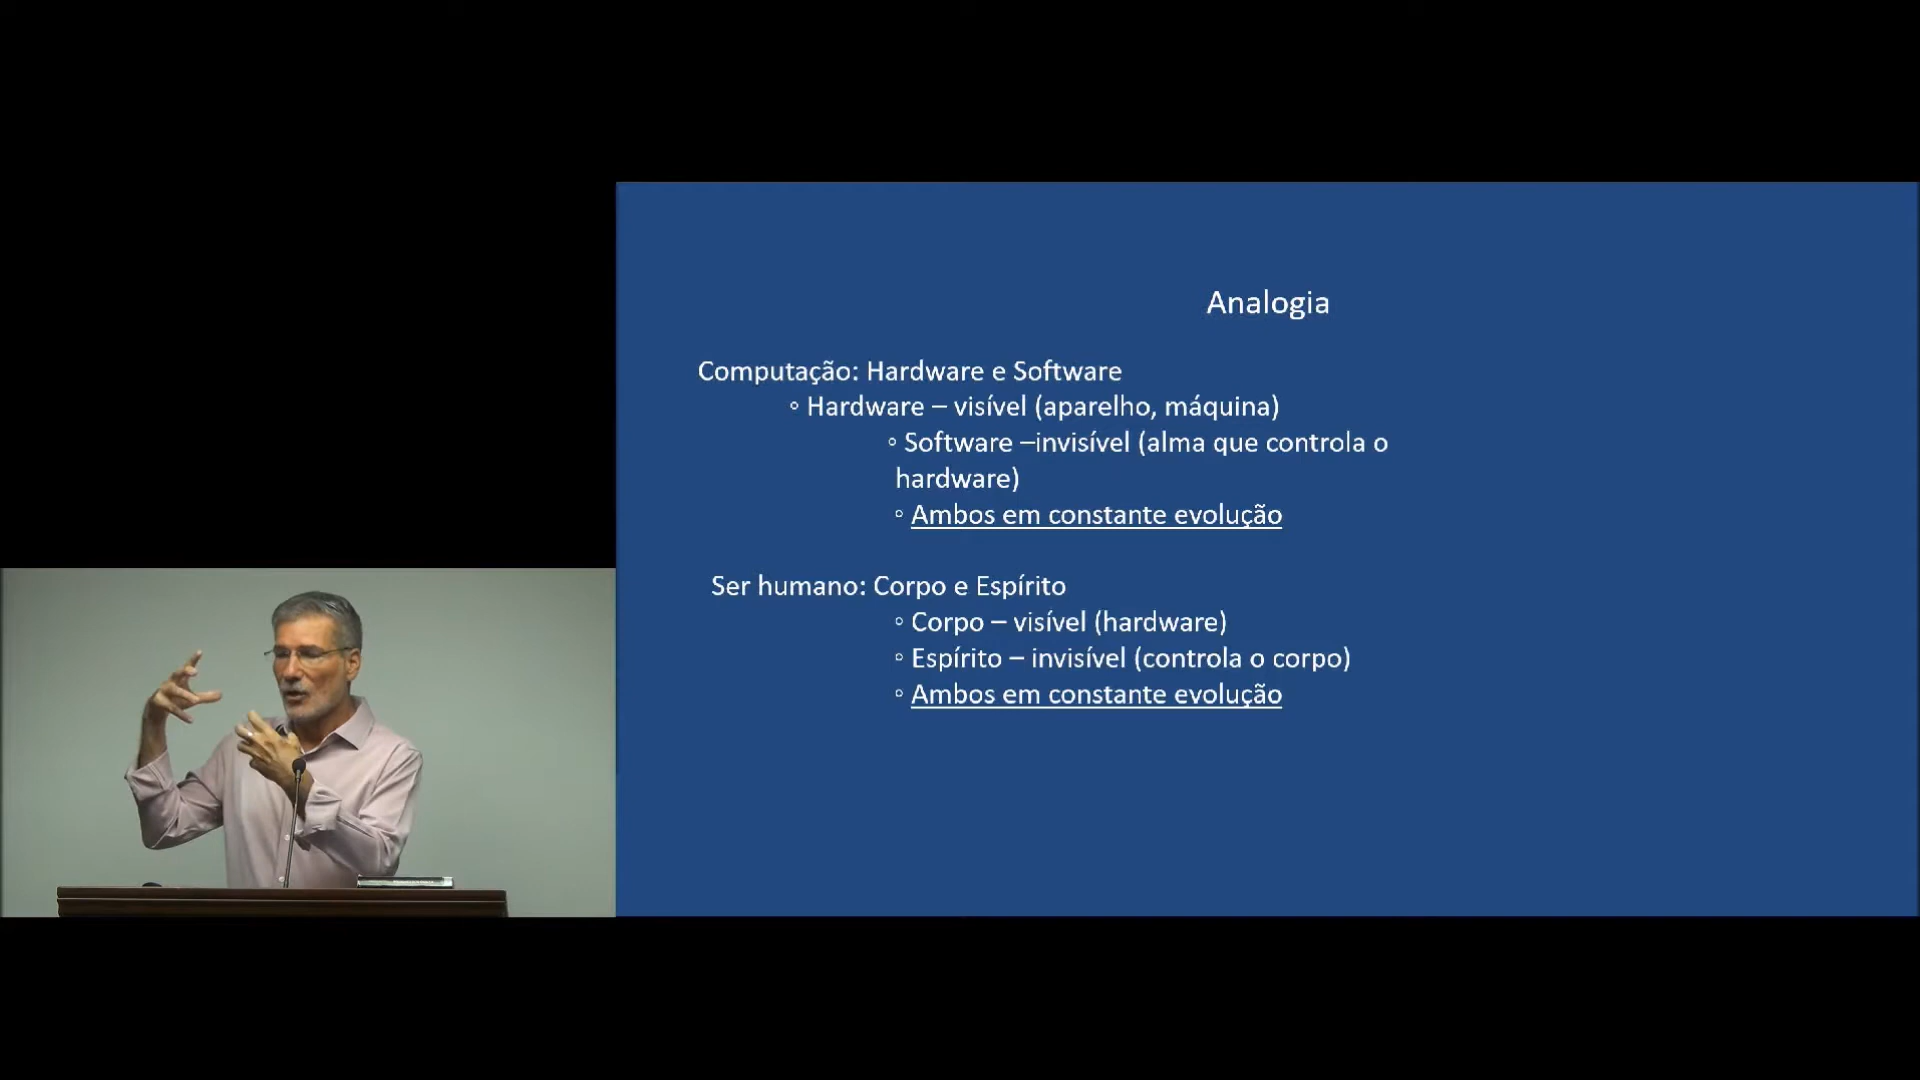 Analogia
Computação: Hardware e Software
◦ Hardware – visível (aparelho, máquina)
◦ Software –invisível (alma que controla o
hardware)
◦ Ambos em constante evolução
Ser humano: Corpo e Espírito
◦ Corpo – visível (hardware)
◦ Espírito – invisível (controla o corpo)
◦ Ambos em constante evolução